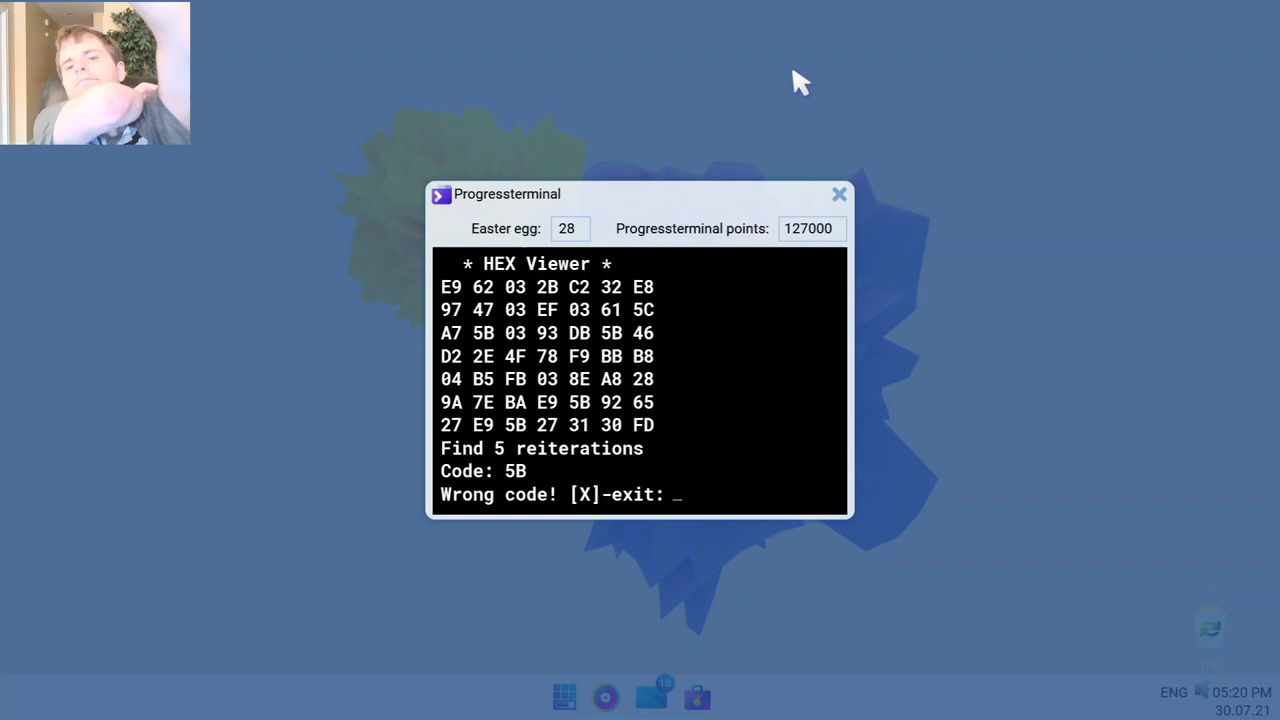 Progressterminal
Easter egg: 28 Progressterminal points: 127000
* HEX Viewer *
E9 62 03 2B C2 32 E8
97 47 03 EF 03 61 5C
A7 5B 03 93 DB 5B 46
D2 2E 4F 78 F9 BB B8
04 B5 FB 03 8E A8 28
9A 7E BA E9 5B 92 65
27 E9 5B 27 31 30 FD
Find 5 reiterations
Code: 5B
Wrong code! [X]-exit: _
Bin
18
ENG 05:20 PM
30.07.21